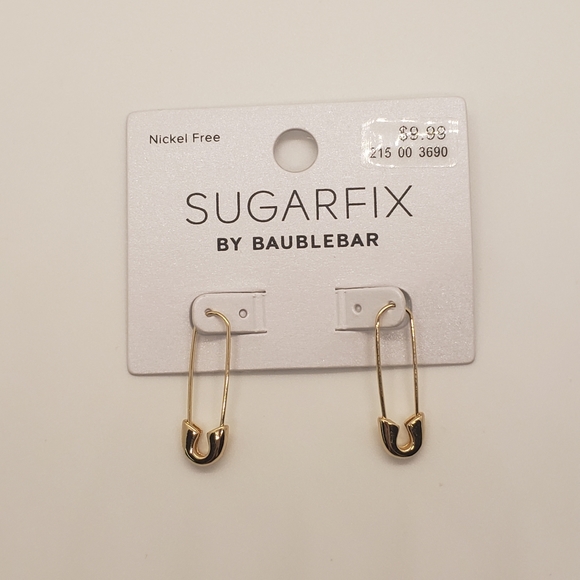 Nickel Free
$9.99
215 00 3690
SUGARFIX
BY BAUBLEBAR